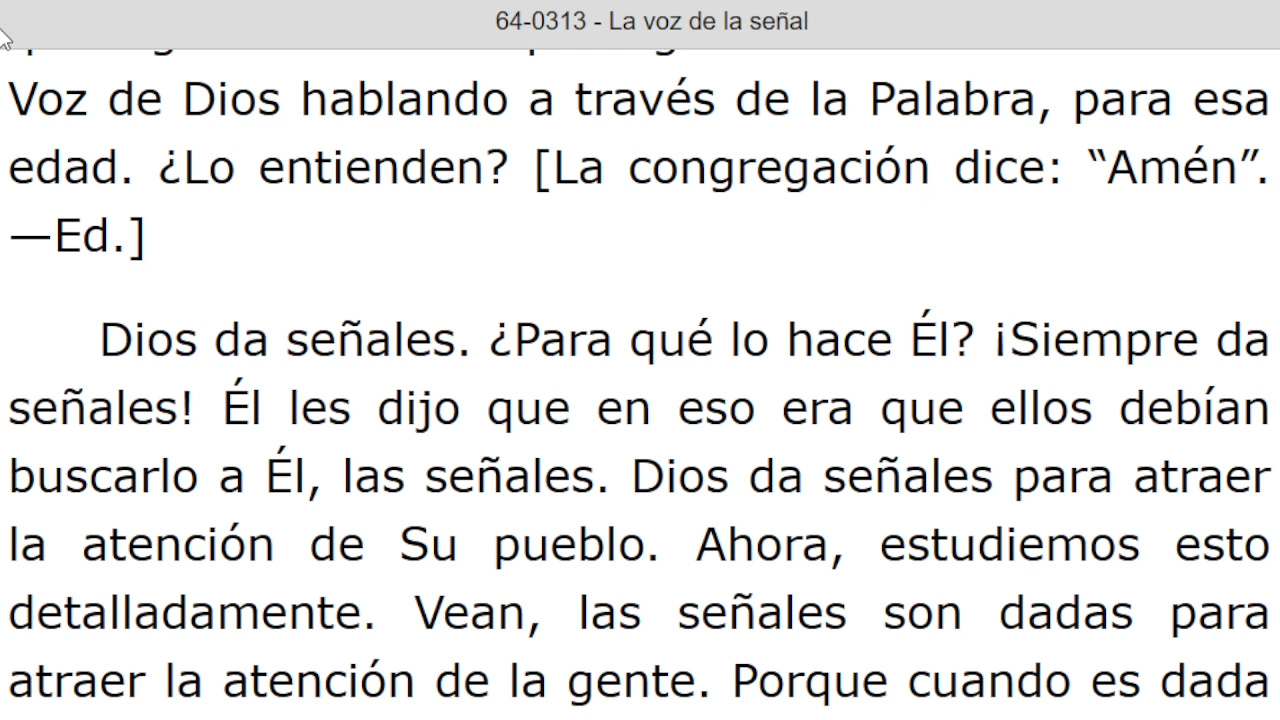 64-0313 - La voz de la señal
Voz de Dios hablando a través de la Palabra, para esa
edad. ¿Lo entienden? [La congregación dice: “Amén”.
—Ed.]
Dios da señales. ¿Para qué lo hace Él? ¡Siempre da
señales! Él les dijo que en eso era que ellos debían
buscarlo a Él, las señales. Dios da señales para atraer
la atención de Su pueblo. Ahora, estudiemos esto
detalladamente. Vean, las señales son dadas para
atraer la atención de la gente. Porque cuando es dada